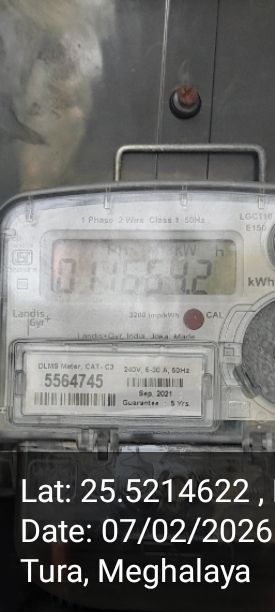 1 Phase 2 Wire Class 1 50Hz
E150
kWh
Landis
Gyr+
3200 imp/kWh
CAL
Landis+Gyr, India, Joka, Made
DLMS Meter, CAT- C3
240V, 5-30 A, 50Hz
5564745
Sep. 2021
Guarantee : 5 Yrs.
Lat: 25.5214622 ,
Date: 07/02/2026
Tura, Meghalaya